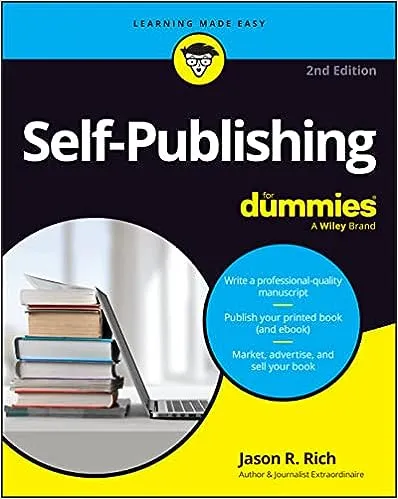 LEARNING MADE EASY
2nd Edition
Self-Publishing
for
dummies®
A Wiley Brand
Write a professional-quality
manuscript
Publish your printed book
(and ebook)
Market, advertise, and
sell your book
Jason R. Rich
Author & Journalist Extraordinaire